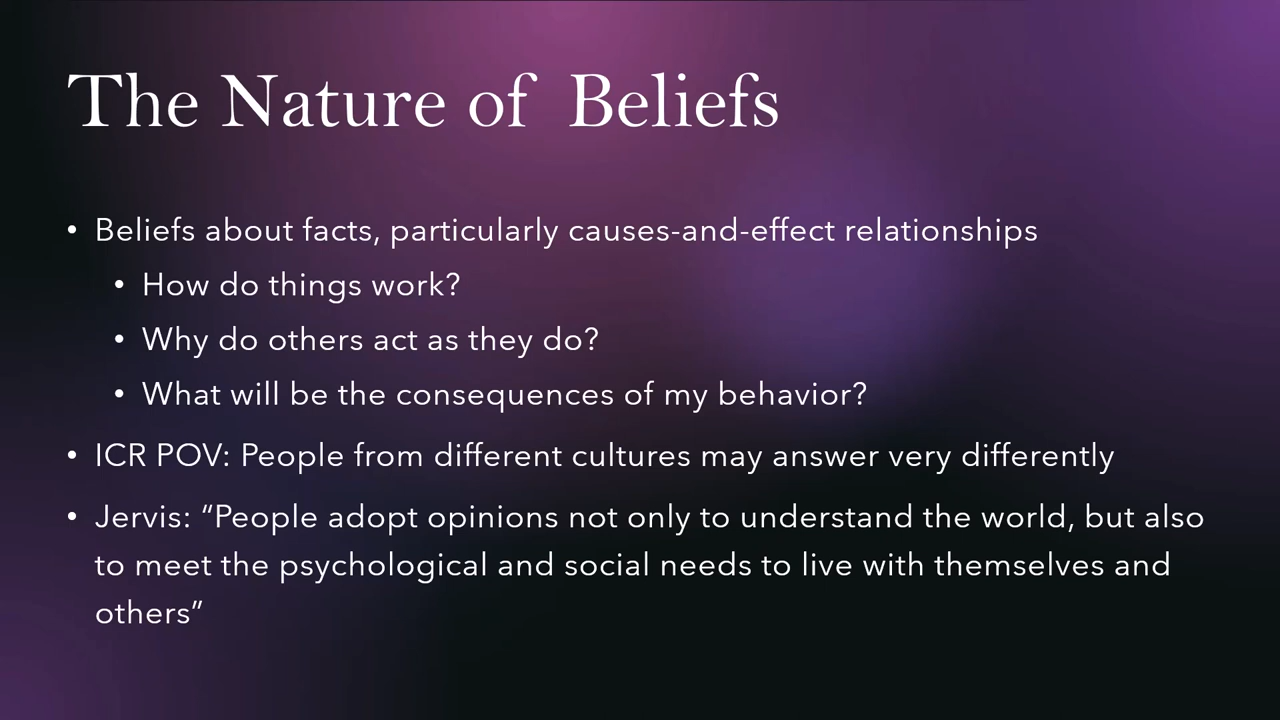 The Nature of Beliefs
• Beliefs about facts, particularly causes-and-effect relationships
• How do things work?
• Why do others act as they do?
• What will be the consequences of my behavior?
• ICR POV: People from different cultures may answer very differently
• Jervis: “People adopt opinions not only to understand the world, but also
to meet the psychological and social needs to live with themselves and
others”